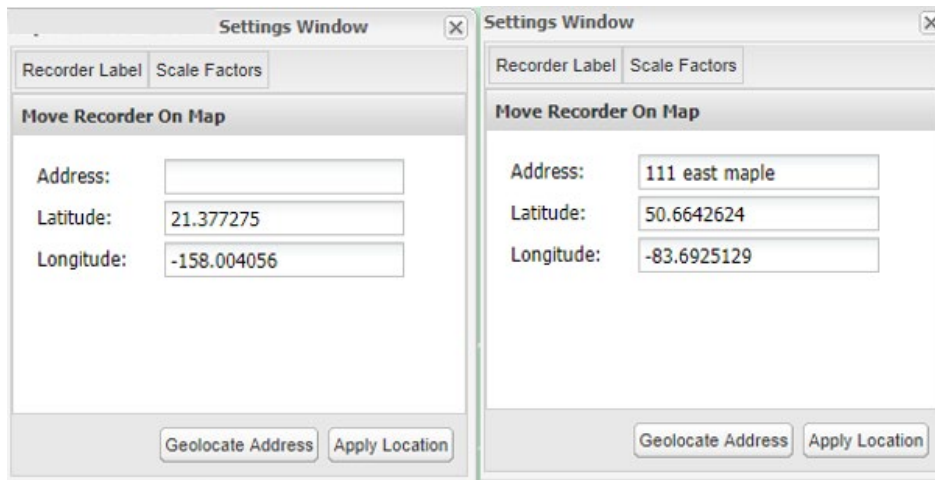 Settings Window
Recorder Label Scale Factors
Move Recorder On Map
Address:
Latitude: 21.377275
Longitude: -158.004056
Geolocate Address Apply Location
Settings Window
Recorder Label Scale Factors
Move Recorder On Map
Address: 111 east maple
Latitude: 50.6642624
Longitude: -83.6925129
Geolocate Address Apply Location